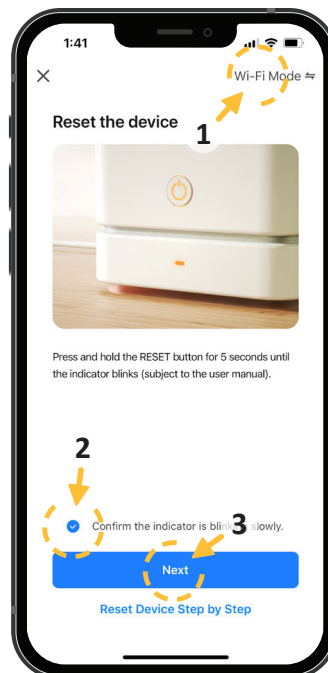 1:41
Wi-Fi Mode
1
Reset the device
Press and hold the RESET button for 5 seconds until
the indicator blinks (subject to the user manual).
2
3
Confirm the indicator is blinking slowly.
Next
Reset Device Step by Step